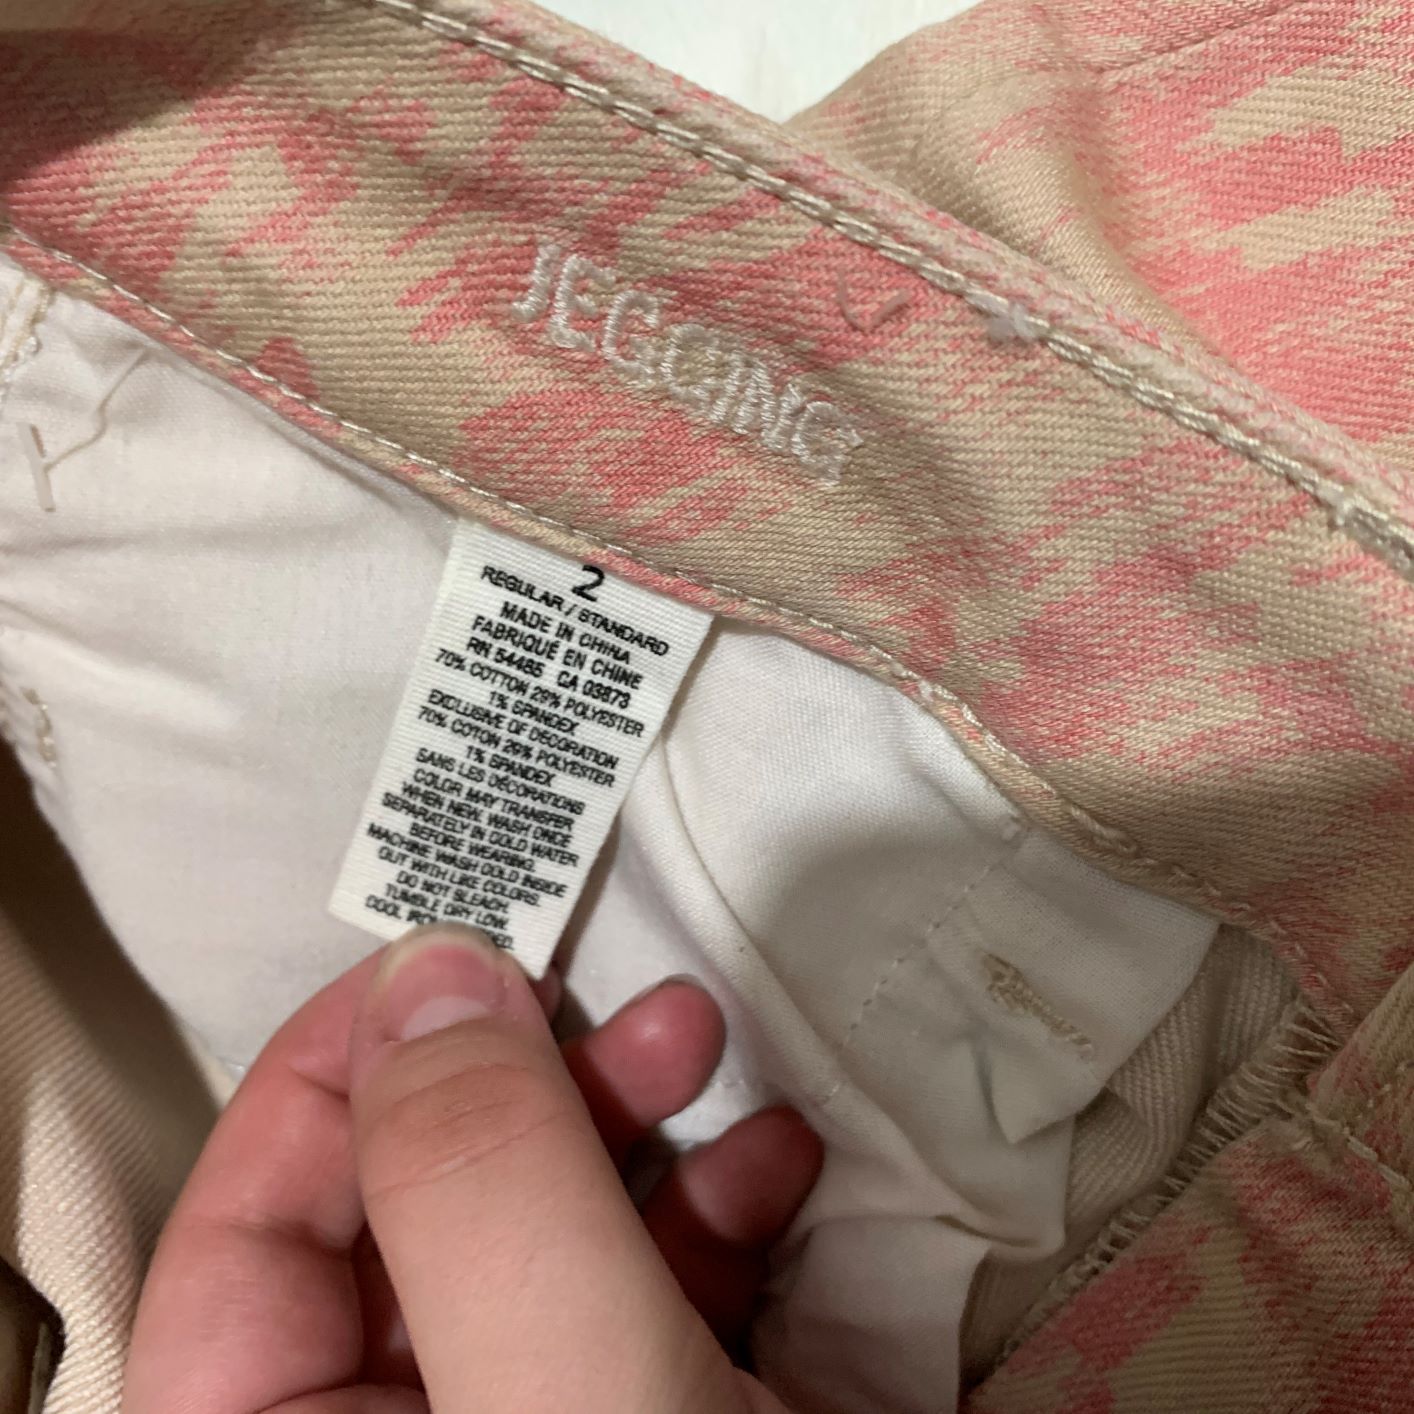 JEGGING
2
REGULAR / STANDARD
MADE IN CHINA
FABRIQUÉ EN CHINE
RN 54485 CA 03873
70% COTTON 29% POLYESTER
1% SPANDEX
EXCLUSIVE OF DECORATION
70% COTON 29% POLYESTER
1% SPANDEX
SANS LES DÉCORATIONS
COLOR MAY TRANSFER
WHEN NEW. WASH ONCE
SEPARATELY IN COLD WATER
BEFORE WEARING.
MACHINE WASH COLD INSIDE
OUT WITH LIKE COLORS.
DO NOT BLEACH.
TUMBLE DRY LOW.
COOL